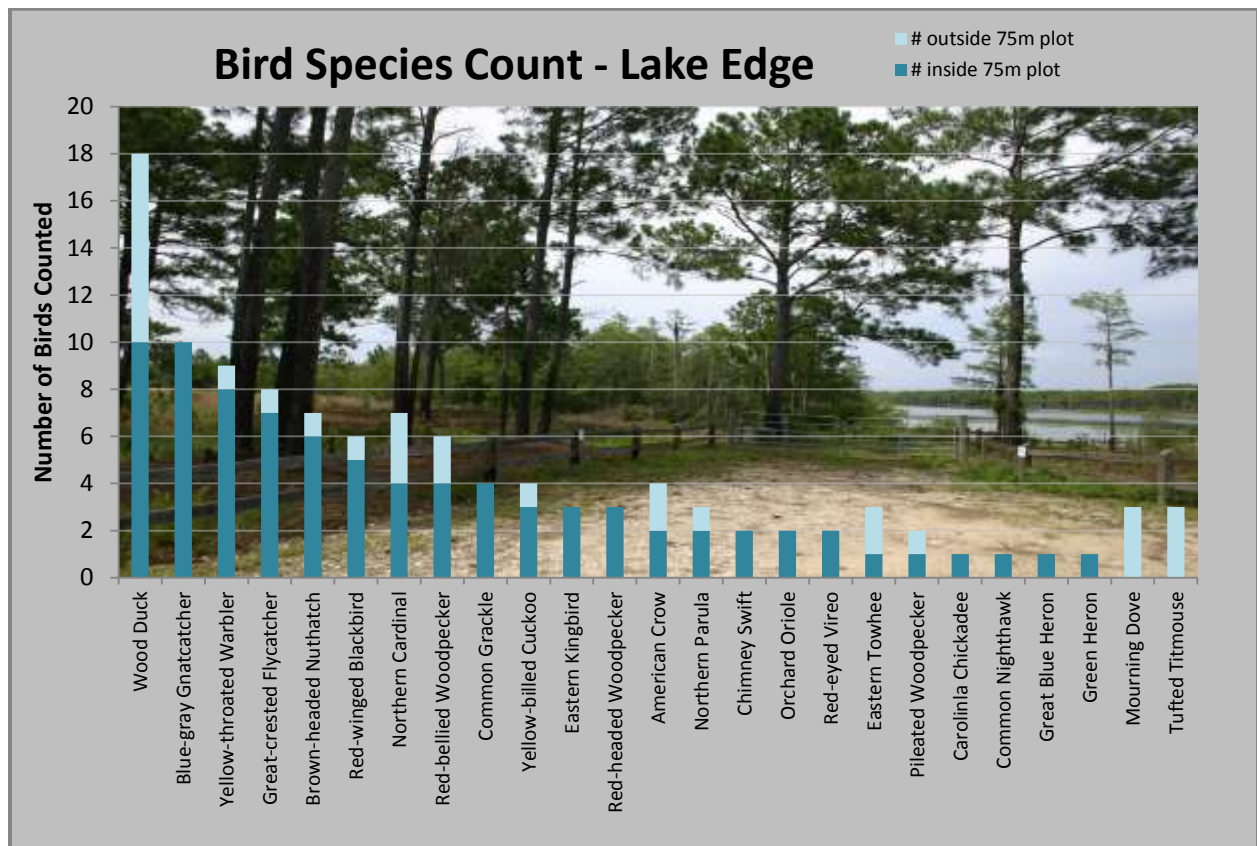 Bird Species Count - Lake Edge
# outside 75m plot
# inside 75m plot
Number of Birds Counted
20
18
16
14
12
10
8
6
4
2
0
Wood Duck
Blue-gray Gnatcatcher
Yellow-throated Warbler
Great-crested Flycatcher
Brown-headed Nuthatch
Red-winged Blackbird
Northern Cardinal
Red-bellied Woodpecker
Common Grackle
Yellow-billed Cuckoo
Eastern Kingbird
Red-headed Woodpecker
American Crow
Northern Parula
Chimney Swift
Orchard Oriole
Red-eyed Vireo
Eastern Towhee
Pileated Woodpecker
Carolinla Chickadee
Common Nighthawk
Great Blue Heron
Green Heron
Mourning Dove
Tufted Titmouse